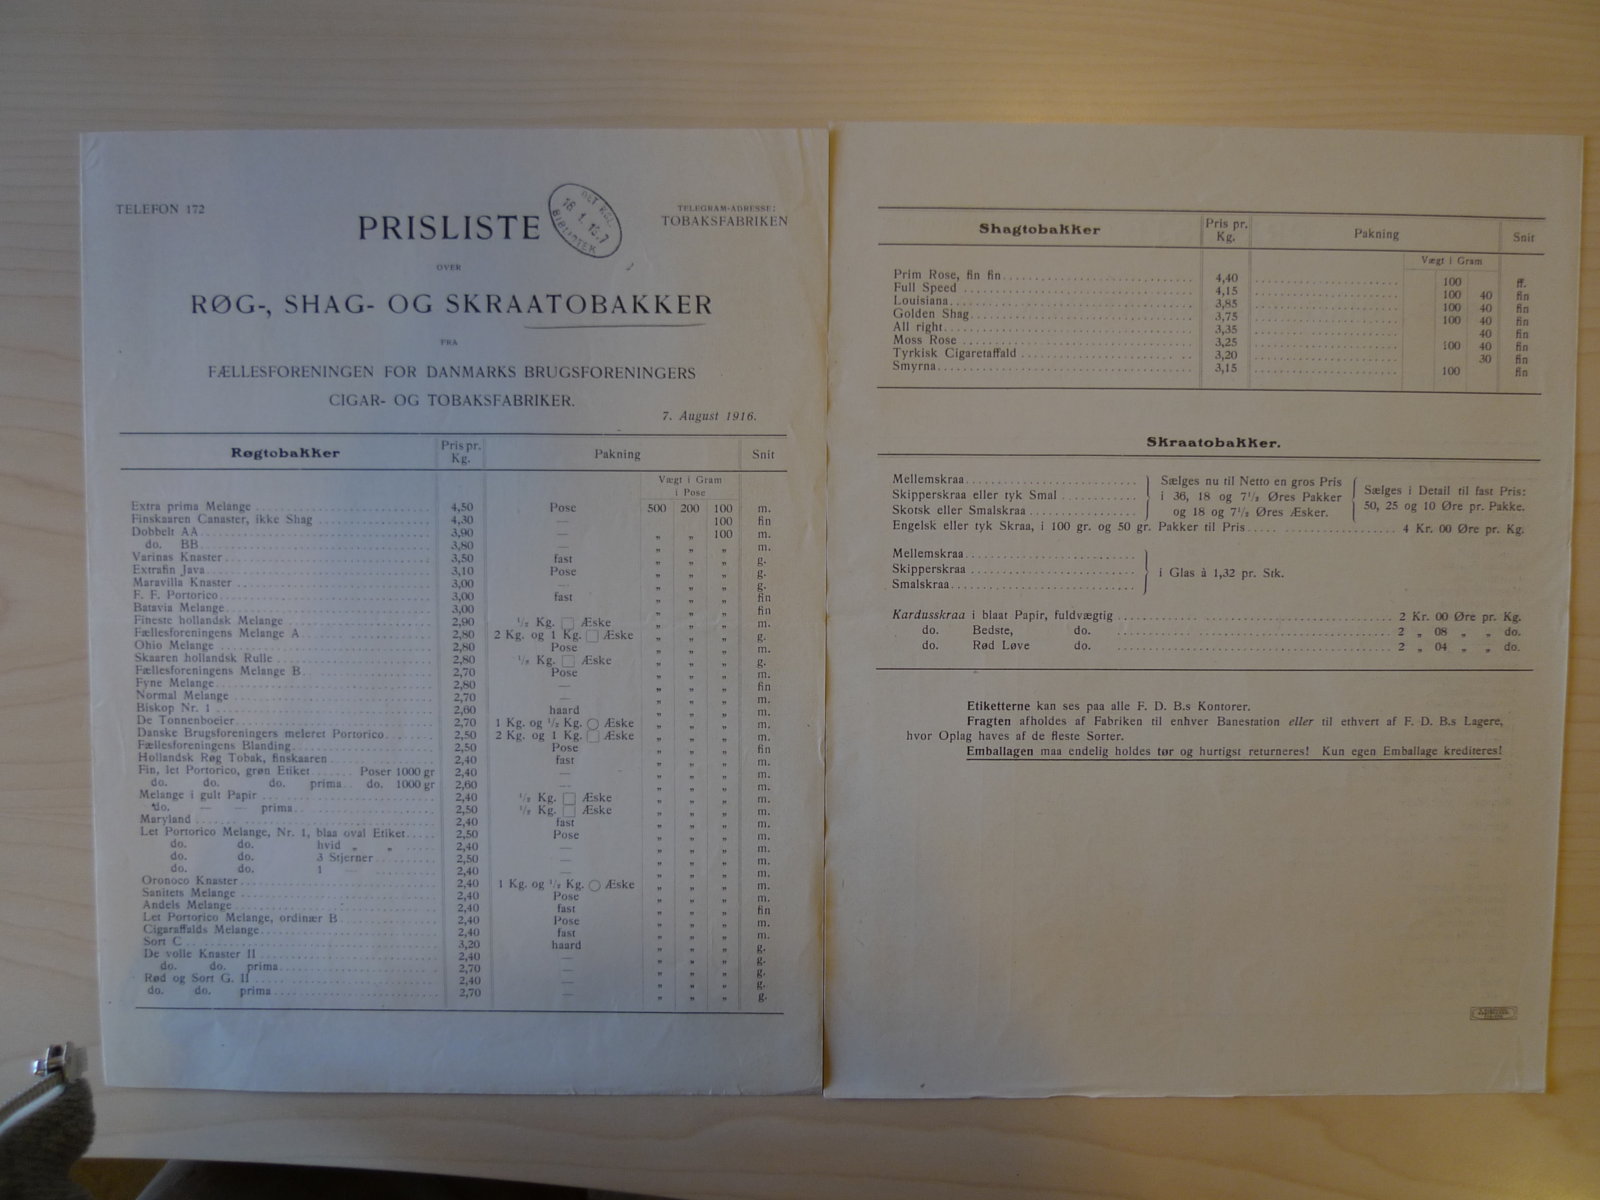 TELEFON 172
TELEGRAM-ADRESSE:
TOBAKSFABRIKEN
PRISLISTE
DET KGL.
18. 1.
BIBLIOTEK
OVER
RØG-, SHAG- OG SKRAATOBAKKER
FRA
FÆLLESFORENINGEN FOR DANMARKS BRUGSFORENINGERS
CIGAR- OG TOBAKSFABRIKER.
7. August 1916.
Røgtobakker Pris pr. Kg. Pakning Snit
Vægt i Gram
i Pose
Extra prima Melange 4,50 Pose 500 200 100 m.
Finskaaren Canaster, ikke Shag 4,30 — 100 fin
Dobbelt AA 3,90 — „ „ 100 m.
do. BB 3,80 — „ „ „ m.
Varinas Knaster 3,50 fast „ „ „ g.
Extrafin Java 3,10 Pose „ „ „ g.
Maravilla Knaster 3,00 — „ „ „ g.
F. F. Portorico 3,00 fast „ „ „ fin
Batavia Melange 3,00 „ „ „ fin
Fineste hollandsk Melange 2,90 ½ Kg. □ Æske „ „ „ m.
Fællesforeningens Melange A 2,80 2 Kg. og 1 Kg. □ Æske „ „ „ g.
Ohio Melange 2,80 Pose „ „ „ m.
Skaaren hollandsk Rulle 2,80 ½ Kg. □ Æske „ „ „ g.
Fællesforeningens Melange B 2,70 Pose „ „ „ m.
Fyne Melange 2,80 — „ „ „ fin
Normal Melange 2,70 — „ „ „ m.
Biskop Nr. 1 2,60 haard „ „ „ m.
De Tonnenboeier 2,70 1 Kg. og ½ Kg. ○ Æske „ „ „ m.
Danske Brugsforeningers meleret Portorico 2,50 2 Kg. og 1 Kg. □ Æske „ „ „ m.
Fællesforeningens Blanding 2,50 Pose „ „ „ fin
Hollandsk Røg Tobak, finskaaren 2,40 fast „ „ „ m.
Fin, let Portorico, grøn Etiket Poser 1000 gr 2,40 — „ „ „ m.
do. do. do. prima do. 1000 gr 2,60 — „ „ „ m.
Melange i gult Papir 2,40 ½ Kg. □ Æske „ „ „ m.
do. — — prima 2,50 ½ Kg. □ Æske „ „ „ m.
Maryland 2,40 fast „ „ „ m.
Let Portorico Melange, Nr. 1, blaa oval Etiket 2,50 Pose „ „ „ m.
do. do. hvid „ „ 2,40 — „ „ „ m.
do. do. 3 Stjerner 2,50 — „ „ „ m.
do. do. 1 — 2,40 — „ „ „ m.
Oronoco Knaster 2,40 1 Kg. og ½ Kg. ○ Æske „ „ „ m.
Sanitets Melange 2,40 Pose „ „ „ m.
Andels Melange 2,40 fast „ „ „ fin
Let Portorico Melange, ordinær B 2,40 Pose „ „ „ m.
Cigaraffalds Melange 2,40 fast „ „ „ m.
Sort C 3,20 haard „ „ „ g.
De volle Knaster II 2,40 — „ „ „ g.
do. do. prima 2,70 — „ „ „ g.
Rød og Sort G. II 2,40 — „ „ „ g.
do. do. prima 2,70 — „ „ „ g.
Shagtobakker Pris pr. Kg. Pakning Snit
Vægt i Gram
Prim Rose, fin fin 4,40 100 ff.
Full Speed 4,15 100 40 fin
Louisiana 3,85 100 40 fin
Golden Shag 3,75 100 40 fin
All right 3,35 40 fin
Moss Rose 3,25 100 40 fin
Tyrkisk Cigaretaffald 3,20 30 fin
Smyrna 3,15 100 fin
Skraatobakker.
Mellemskraa
Skipperskraa eller tyk Smal
Skotsk eller Smalskraa
Sælges nu til Netto en gros Pris
i 36, 18 og 7½ Øres Pakker
og 18 og 7½ Øres Æsker.
Sælges i Detail til fast Pris:
50, 25 og 10 Øre pr. Pakke.
Engelsk eller tyk Skraa, i 100 gr. og 50 gr. Pakker til Pris 4 Kr. 00 Øre pr. Kg.
Mellemskraa
Skipperskraa
Smalskraa
i Glas à 1,32 pr. Stk.
Kardusskraa i blaat Papir, fuldvægtig 2 Kr. 00 Øre pr. Kg.
do. Bedste, do. 2 „ 08 „ „ do.
do. Rød Løve do. 2 „ 04 „ „ do.
Etiketterne kan ses paa alle F. D. B.s Kontorer.
Fragten afholdes af Fabriken til enhver Banestation eller til ethvert af F. D. B.s Lagere,
hvor Oplag haves af de fleste Sorter.
Emballagen maa endelig holdes tør og hurtigst returneres! Kun egen Emballage krediteres!